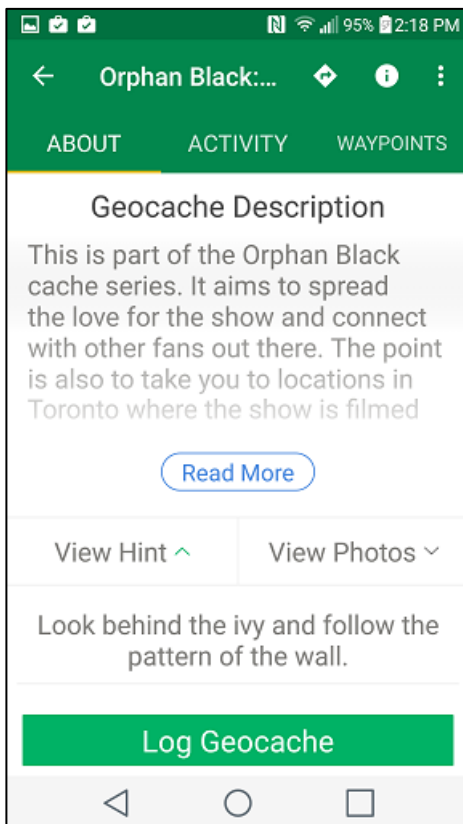 95% 2:18 PM
Orphan Black:...
ABOUT ACTIVITY WAYPOINTS
Geocache Description
This is part of the Orphan Black
cache series. It aims to spread
the love for the show and connect
with other fans out there. The point
is also to take you to locations in
Toronto where the show is filmed
Read More
View Hint View Photos
Look behind the ivy and follow the
pattern of the wall.
Log Geocache